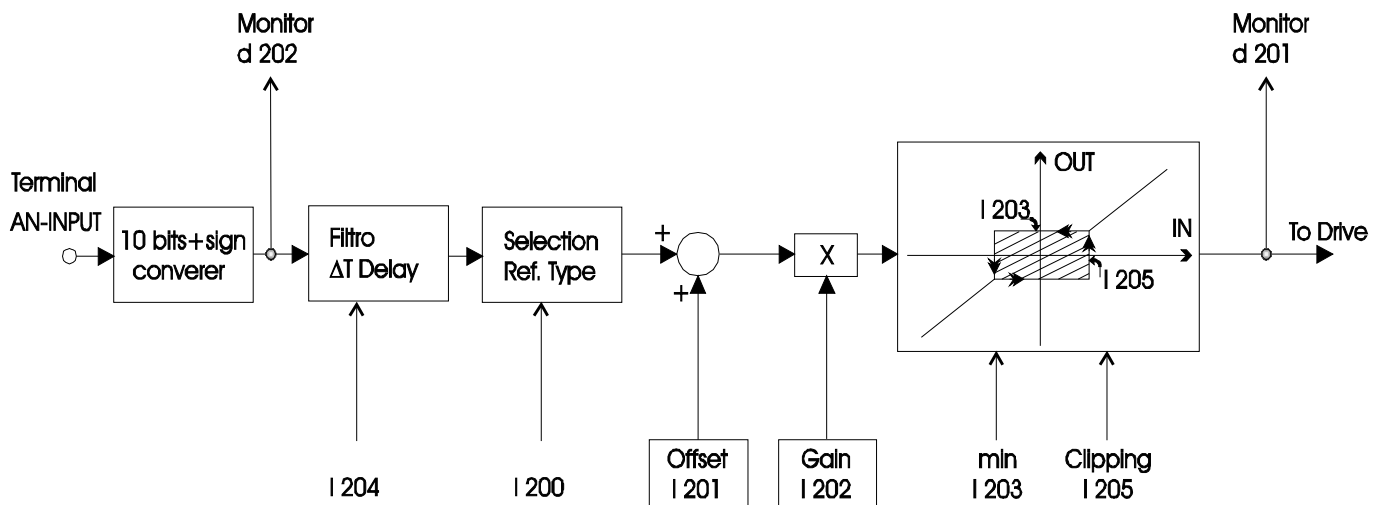 Monitor
d 202
Monitor
d 201
Terminal
AN-INPUT
10 bits+sign
converer
Filtro
ΔT Delay
Selection
Ref. Type
+
+
X
OUT
I 203
IN
I 205
To Drive
I 204
I 200
Offset
I 201
Gain
I 202
min
I 203
Clipping
I 205